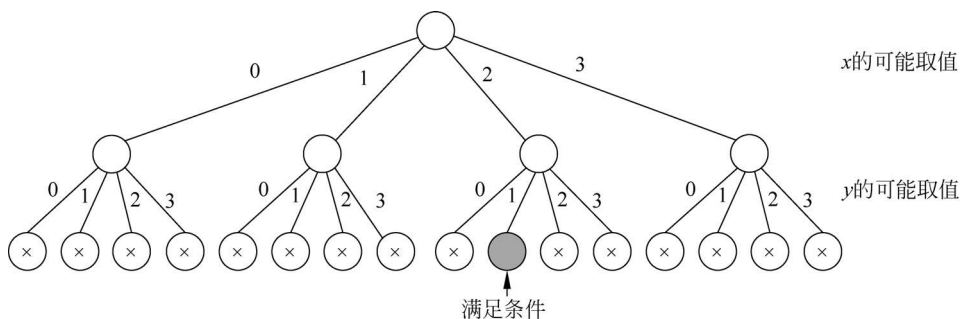 0 1 2 3 x的可能取值
0 1 2 3 0 1 2 3 0 1 2 3 0 1 2 3 y的可能取值
× × × × × × × × × × × × × × ×
满足条件